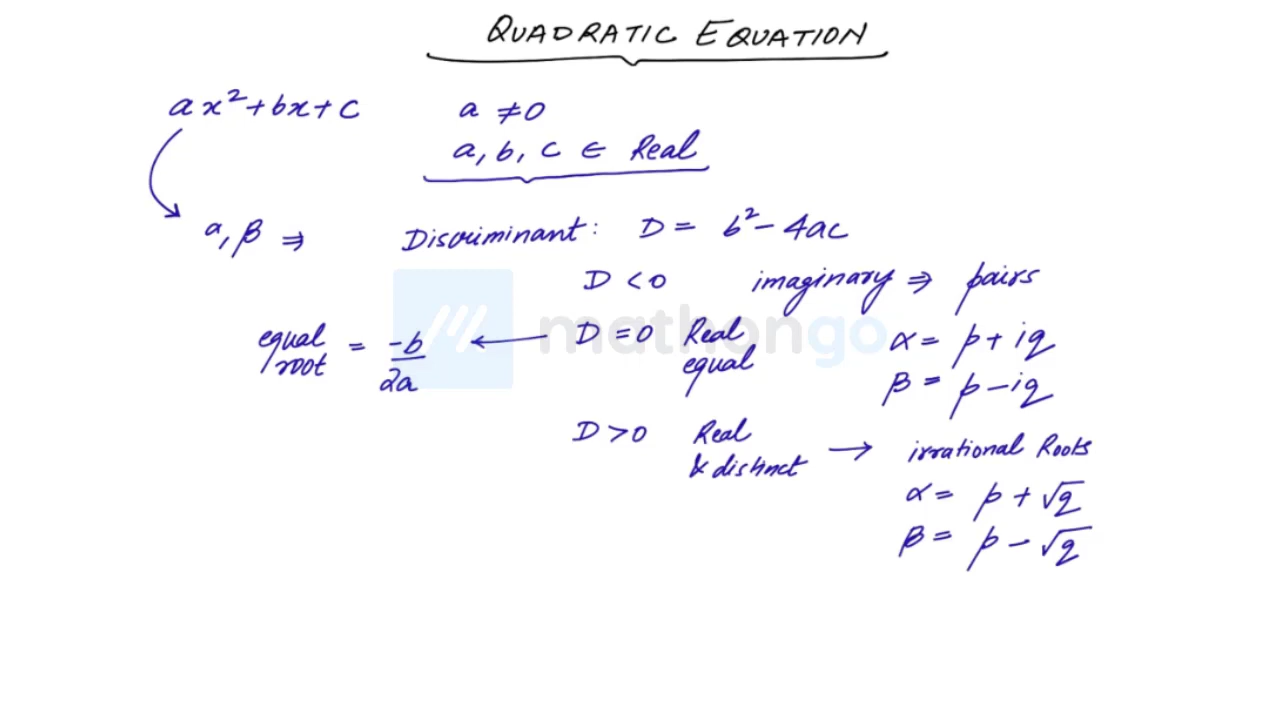 QUADRATIC EQUATION
ax²+bx+c a ≠0
a, b, c ∈ Real
α, β ⇒ Discriminant: D = b²-4ac
D <0 imaginary ⇒ pairs
mathongo
equal root = -b/2a ← D =0 Real equal
α = p+iq
β = p-iq
D >0 Real & distinct → irrational Roots
α = p+√q
β = p-√q